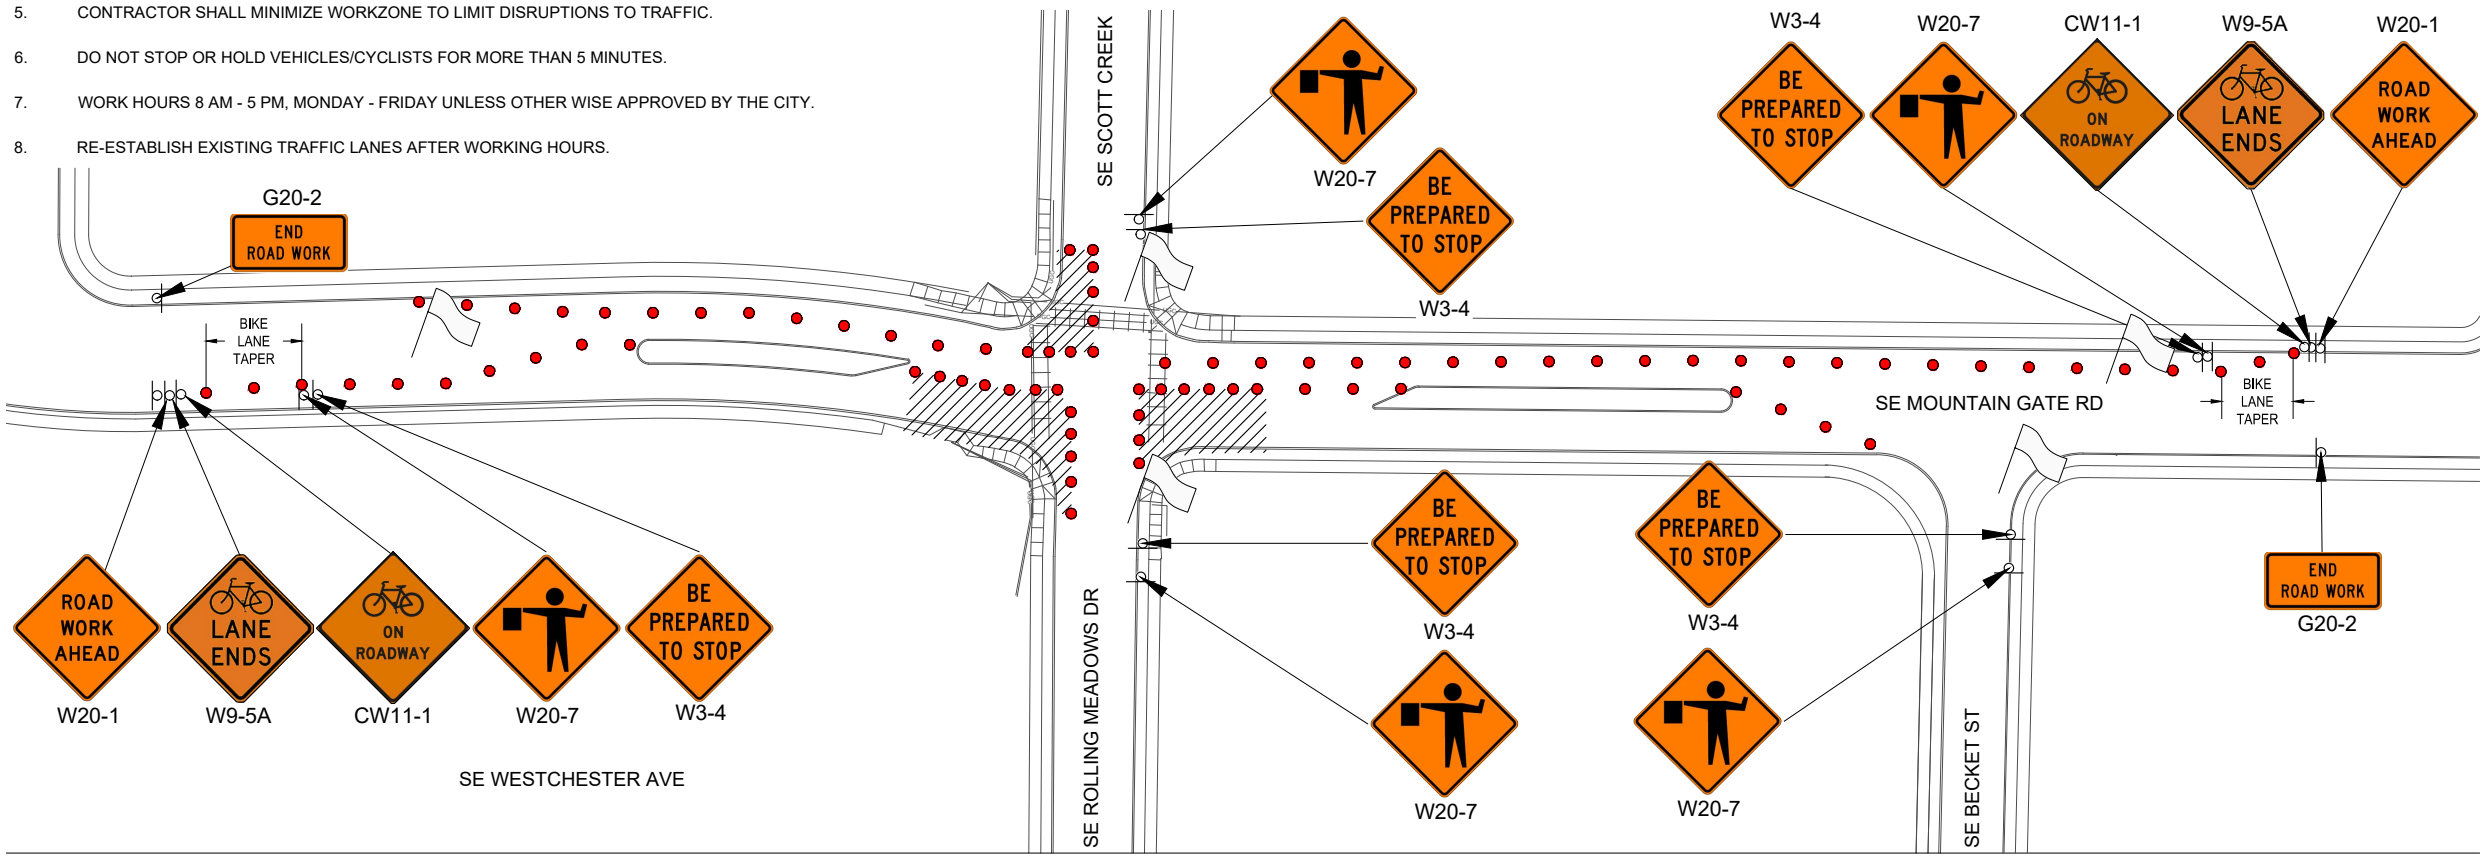 5. CONTRACTOR SHALL MINIMIZE WORKZONE TO LIMIT DISRUPTIONS TO TRAFFIC.
6. DO NOT STOP OR HOLD VEHICLES/CYCLISTS FOR MORE THAN 5 MINUTES.
7. WORK HOURS 8 AM - 5 PM, MONDAY - FRIDAY UNLESS OTHER WISE APPROVED BY THE CITY.
8. RE-ESTABLISH EXISTING TRAFFIC LANES AFTER WORKING HOURS.
G20-2
END
ROAD WORK
BIKE
LANE
TAPER
SE SCOTT CREEK
W20-7
BE
PREPARED
TO STOP
W3-4
W3-4
BE
PREPARED
TO STOP
W20-7
CW11-1
ON
ROADWAY
W9-5A
LANE
ENDS
W20-1
ROAD
WORK
AHEAD
SE MOUNTAIN GATE RD
BIKE
LANE
TAPER
ROAD
WORK
AHEAD
W20-1
LANE
ENDS
W9-5A
ON
ROADWAY
CW11-1
W20-7
BE
PREPARED
TO STOP
W3-4
SE WESTCHESTER AVE
SE ROLLING MEADOWS DR
BE
PREPARED
TO STOP
W3-4
W20-7
BE
PREPARED
TO STOP
W3-4
W20-7
SE BECKET ST
END
ROAD WORK
G20-2